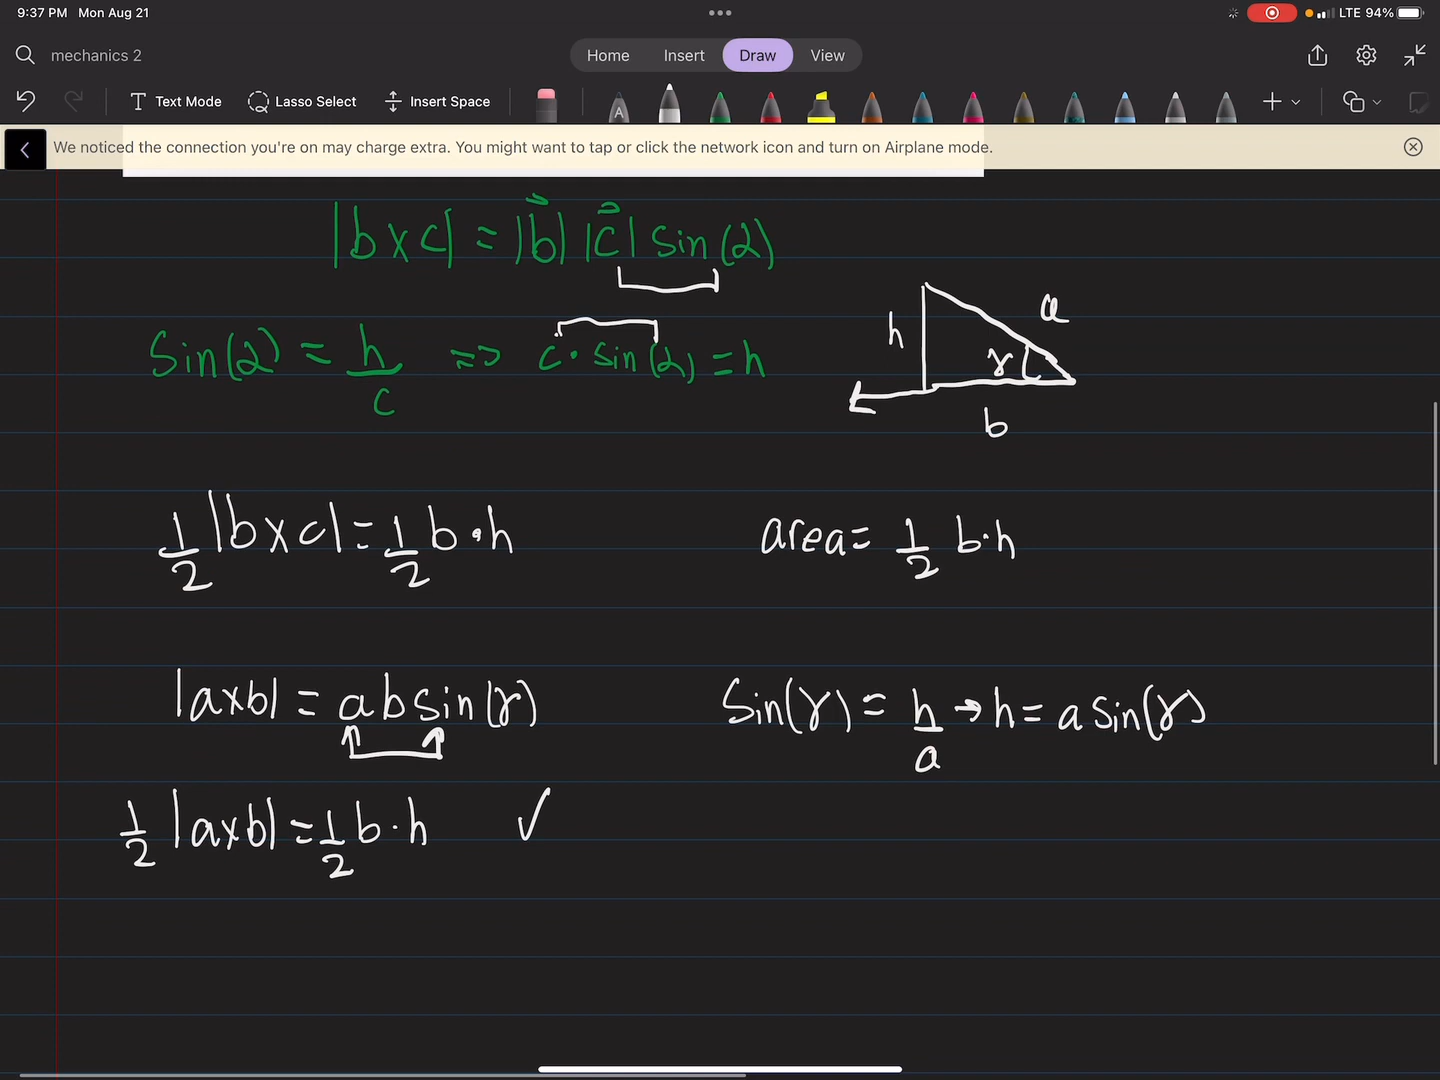 9:37 PM Mon Aug 21
LTE 94%
mechanics 2
Home Insert Draw View
Text Mode Lasso Select Insert Space
A
We noticed the connection you're on may charge extra. You might want to tap or click the network icon and turn on Airplane mode.
|b x c| = |b⃗| |c⃗| sin(α)
Sin(α) = h/c => c · sin(α) = h
h a γ
b
1/2 |b x c| = 1/2 b · h
area = 1/2 b · h
|axb| = a b sin(γ)
Sin(γ) = h/a → h = a sin(γ)
1/2 |axb| = 1/2 b · h ✓